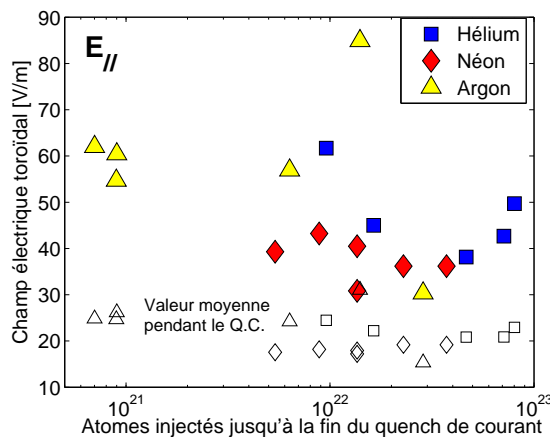 90
80
70
60
50
40
30
20
10
Champ électrique toroïdal [V/m]
E//
Hélium
Néon
Argon
Valeur moyenne
pendant le Q.C.
10^21
10^22
10^23
Atomes injectés jusqu'à la fin du quench de courant